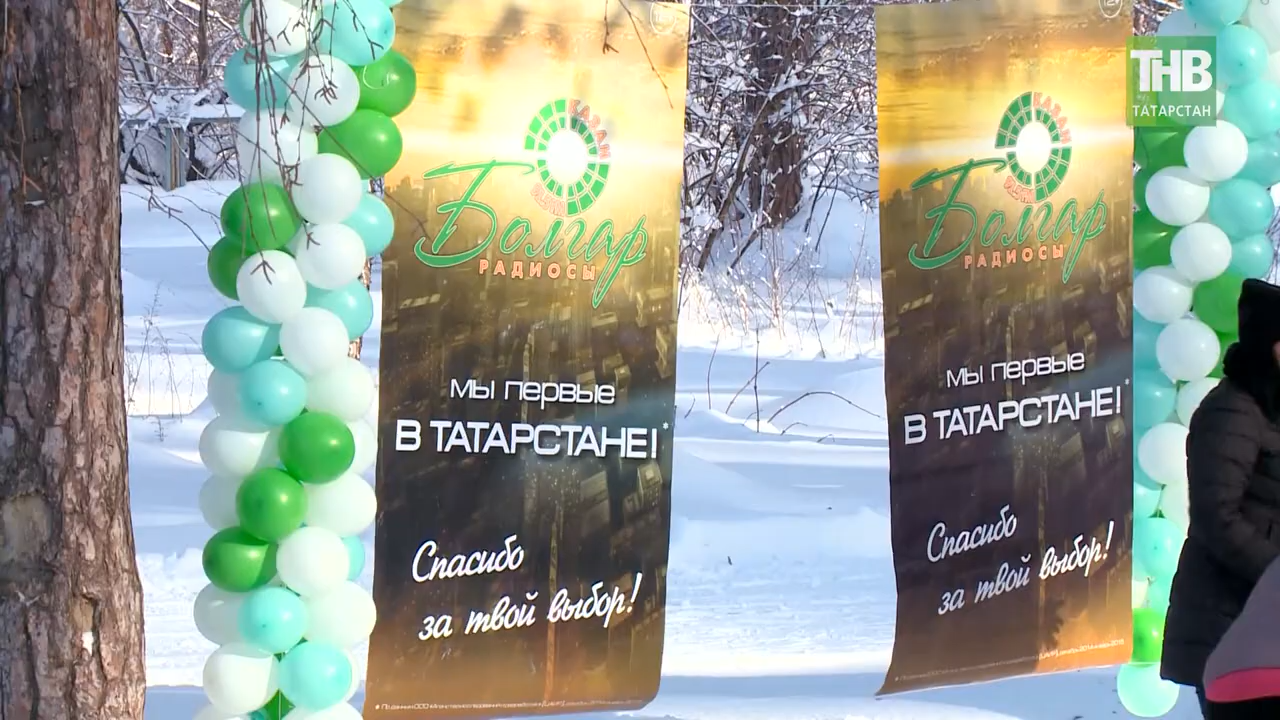 КАЗАН
Болгар
РАДИОСЫ
мы первые
В ТАТАРСТАНЕ!*
Спасибо
за твой выбор!
КАЗАН
Болгар
РАДИОСЫ
мы первые
В ТАТАРСТАНЕ!*
Спасибо
за твой выбор!
ТНВ
ТАТАРСТАН